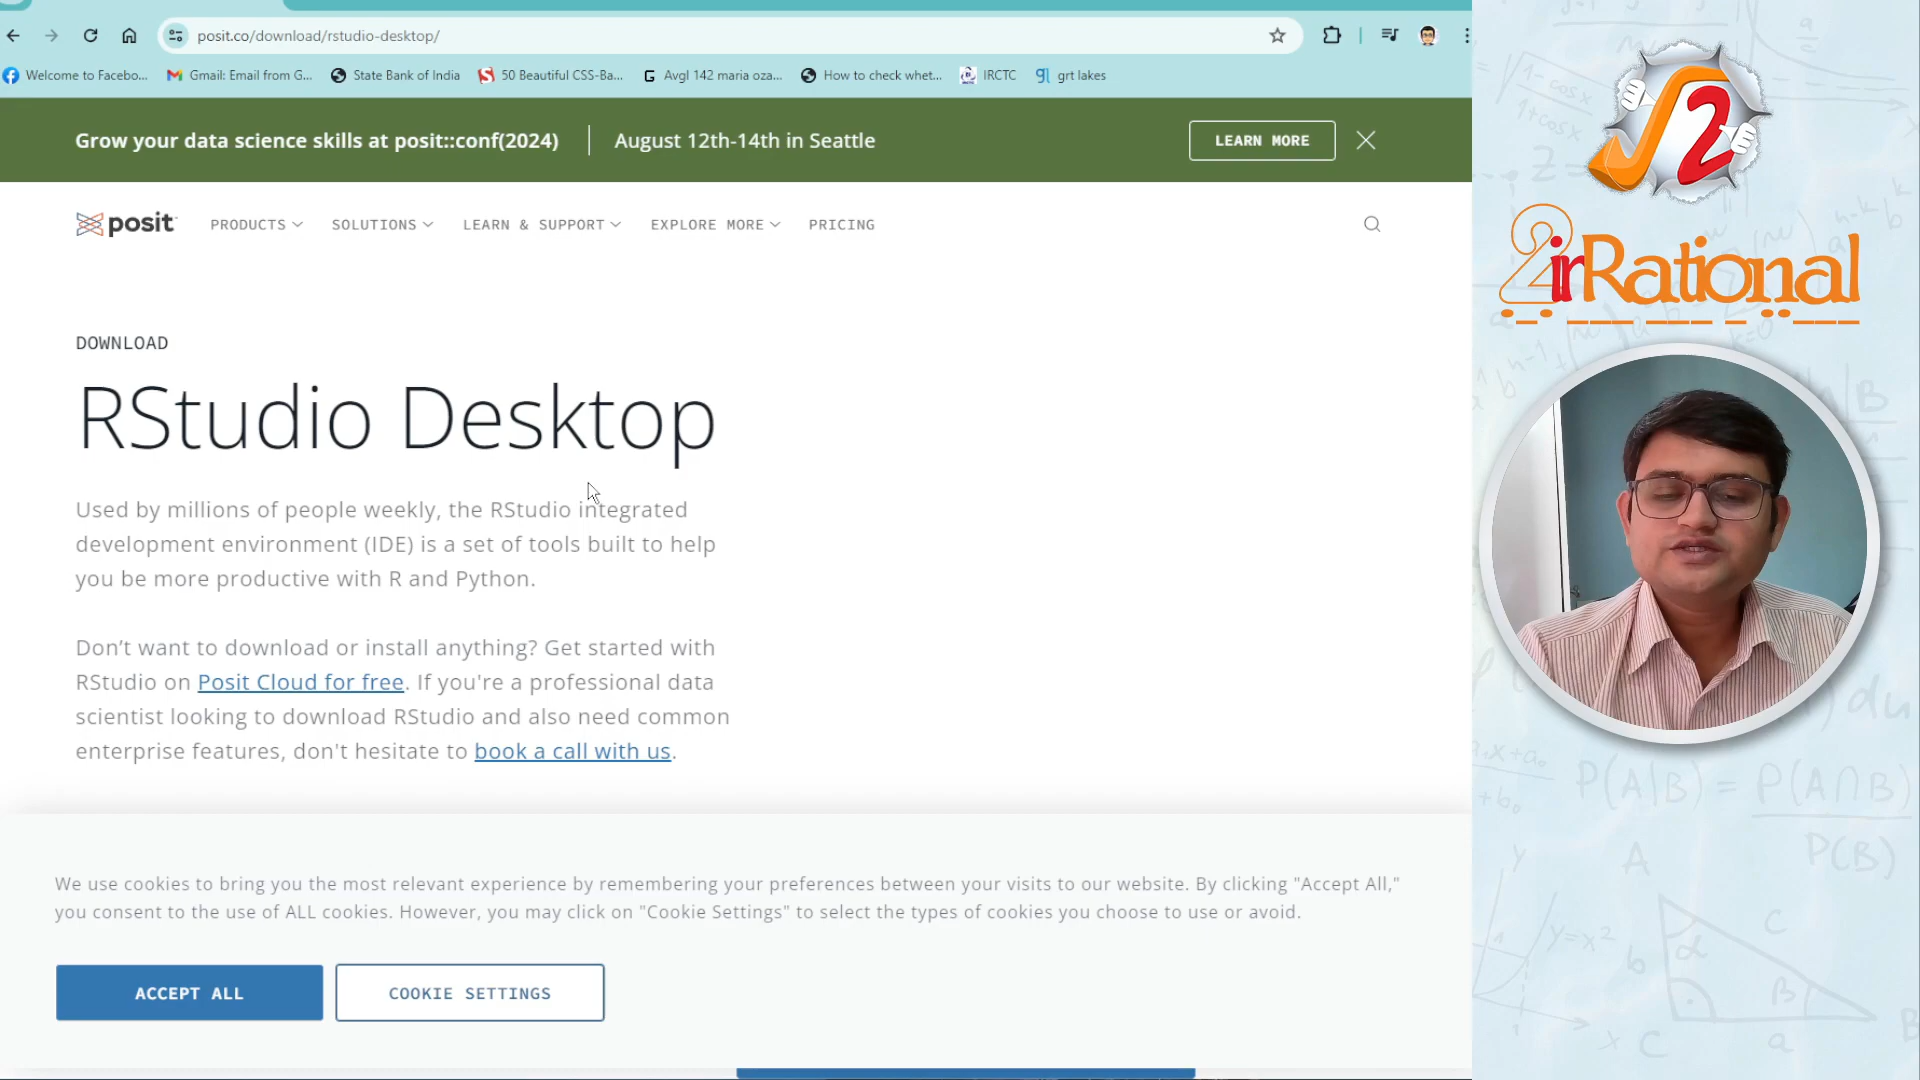 posit.co/download/rstudio-desktop/
Welcome to Facebo...
Gmail: Email from G...
State Bank of India
50 Beautiful CSS-Ba...
Avgl 142 maria oza...
How to check whet...
IRCTC
grt lakes
Grow your data science skills at posit::conf(2024)
August 12th-14th in Seattle
LEARN MORE
posit
PRODUCTS
SOLUTIONS
LEARN & SUPPORT
EXPLORE MORE
PRICING
DOWNLOAD
RStudio Desktop
Used by millions of people weekly, the RStudio integrated
development environment (IDE) is a set of tools built to help
you be more productive with R and Python.
Don’t want to download or install anything? Get started with
RStudio on Posit Cloud for free. If you're a professional data
scientist looking to download RStudio and also need common
enterprise features, don't hesitate to book a call with us.
We use cookies to bring you the most relevant experience by remembering your preferences between your visits to our website. By clicking "Accept All,"
you consent to the use of ALL cookies. However, you may click on "Cookie Settings" to select the types of cookies you choose to use or avoid.
ACCEPT ALL
COOKIE SETTINGS
√2
2irRational
P(A|B) = P(A∩B)
P(B)
y=x²